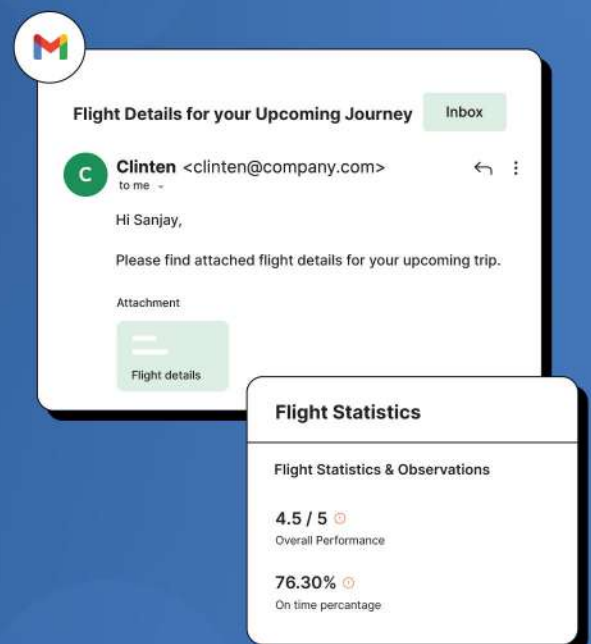 Flight Details for your Upcoming Journey
Inbox
C
Clinten <clinten@company.com>
to me
Hi Sanjay,
Please find attached flight details for your upcoming trip.
Attachment
Flight details
Flight Statistics
Flight Statistics & Observations
4.5 / 5
Overall Performance
76.30%
On time percantage